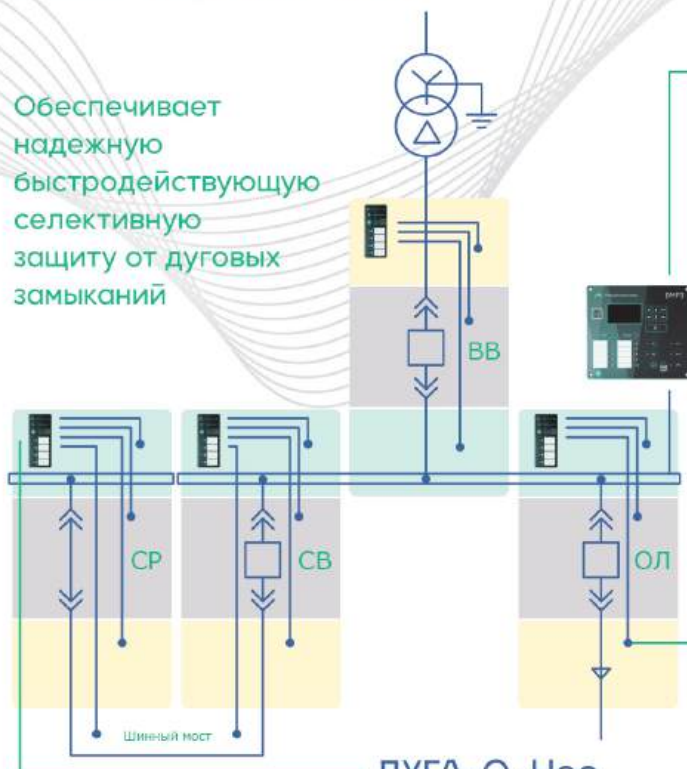 Обеспечивает
надежную
быстродействующую
селективную
защиту от дуговых
замыканий
ВВ
СР
СВ
ОЛ
Шинный мост